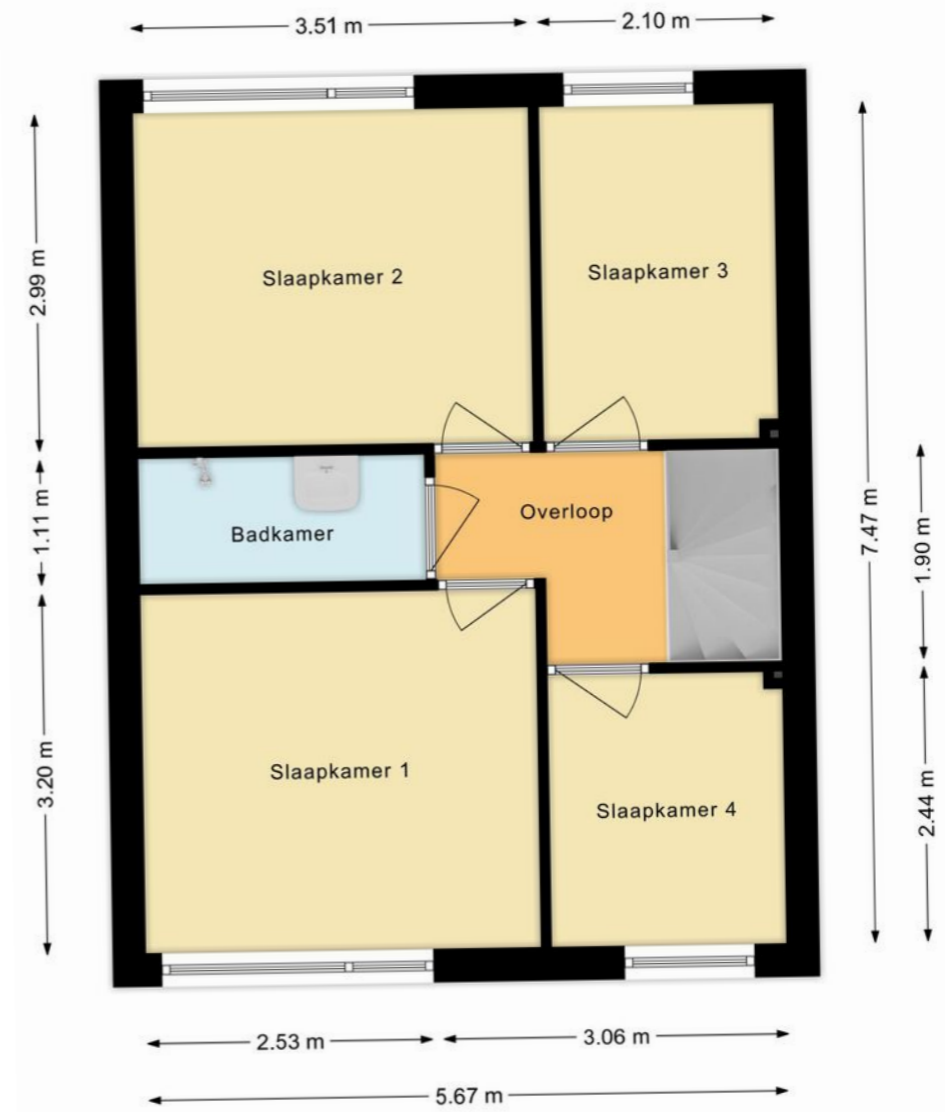 3.51 m
2.10 m
2.99 m
Slaapkamer 2
Slaapkamer 3
1.11 m
Badkamer
Overloop
7.47 m
1.90 m
3.20 m
Slaapkamer 1
Slaapkamer 4
2.44 m
2.53 m
3.06 m
5.67 m